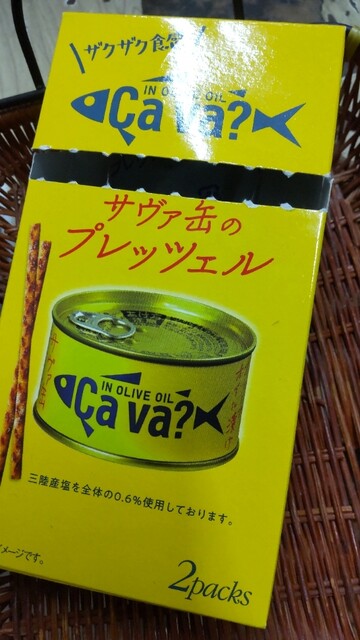 ザクザク食感
IN OLIVE OIL
Ça va?
サヴァ缶の
プレッツェル
IN OLIVE OIL
Ça va?
三陸産塩を全体の0.6%使用しております。
イメージです。
2packs